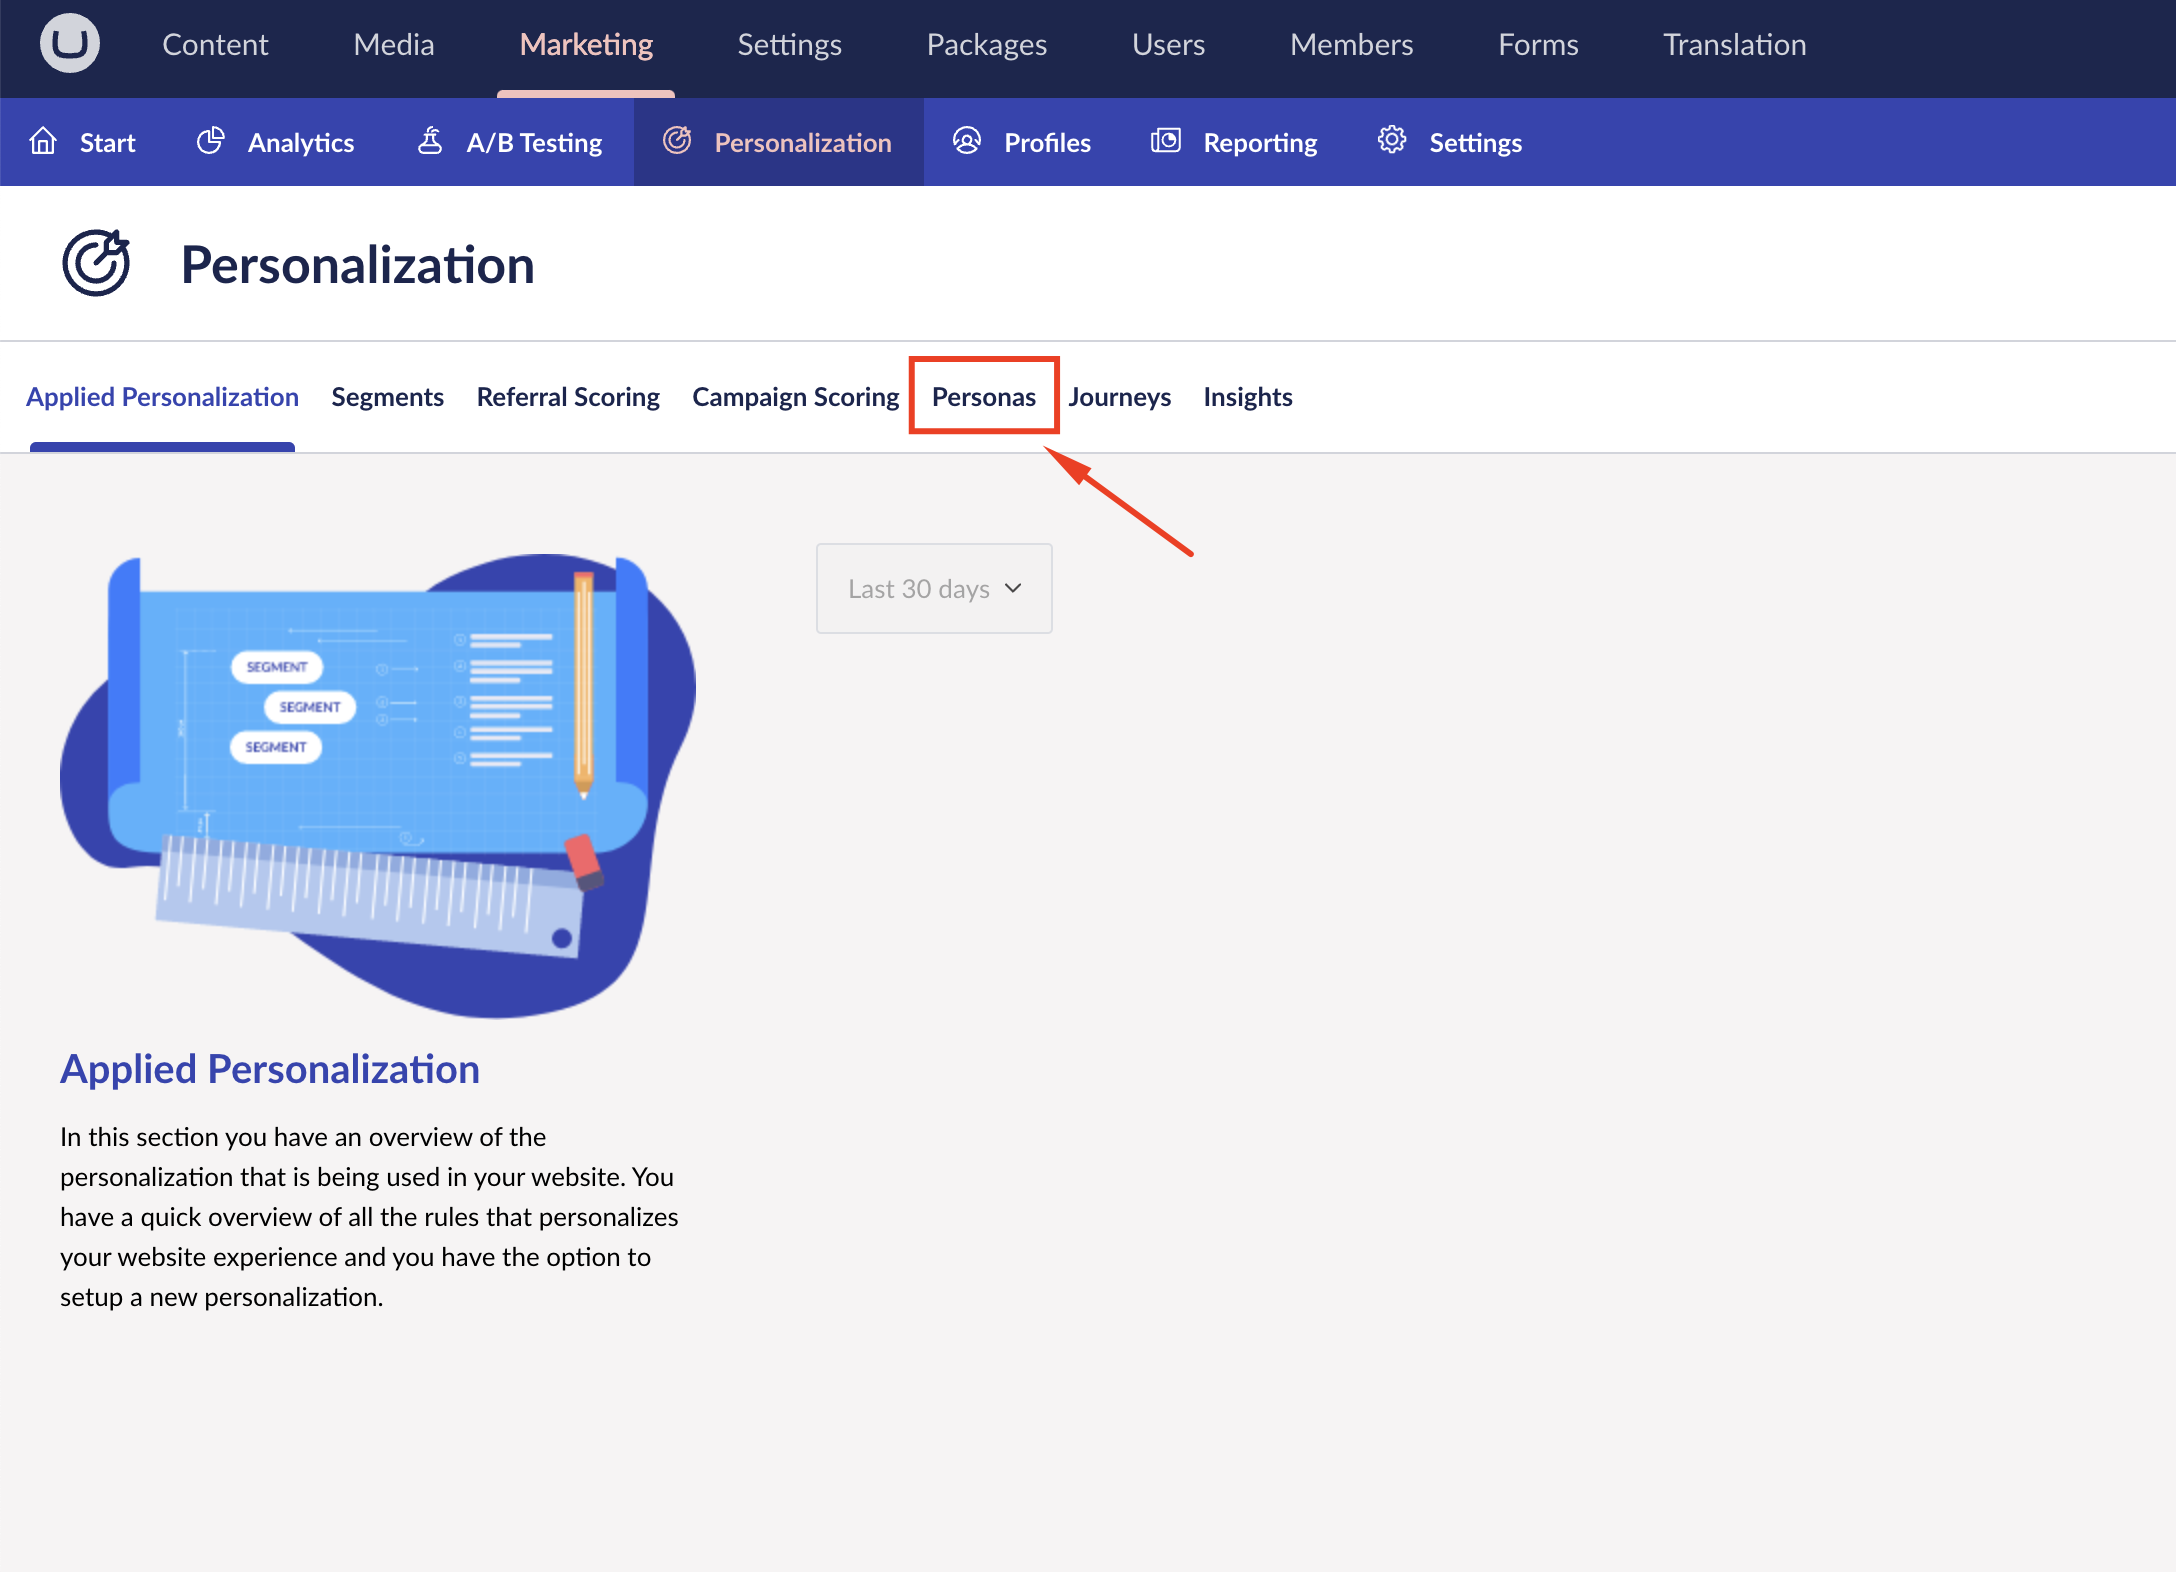 Content Media Marketing Settings Packages Users Members Forms Translation
Start Analytics A/B Testing Personalization Profiles Reporting Settings
Personalization
Applied Personalization Segments Referral Scoring Campaign Scoring Personas Journeys Insights
Last 30 days
SEGMENT
SEGMENT
SEGMENT
Applied Personalization
In this section you have an overview of the
personalization that is being used in your website. You
have a quick overview of all the rules that personalizes
your website experience and you have the option to
setup a new personalization.